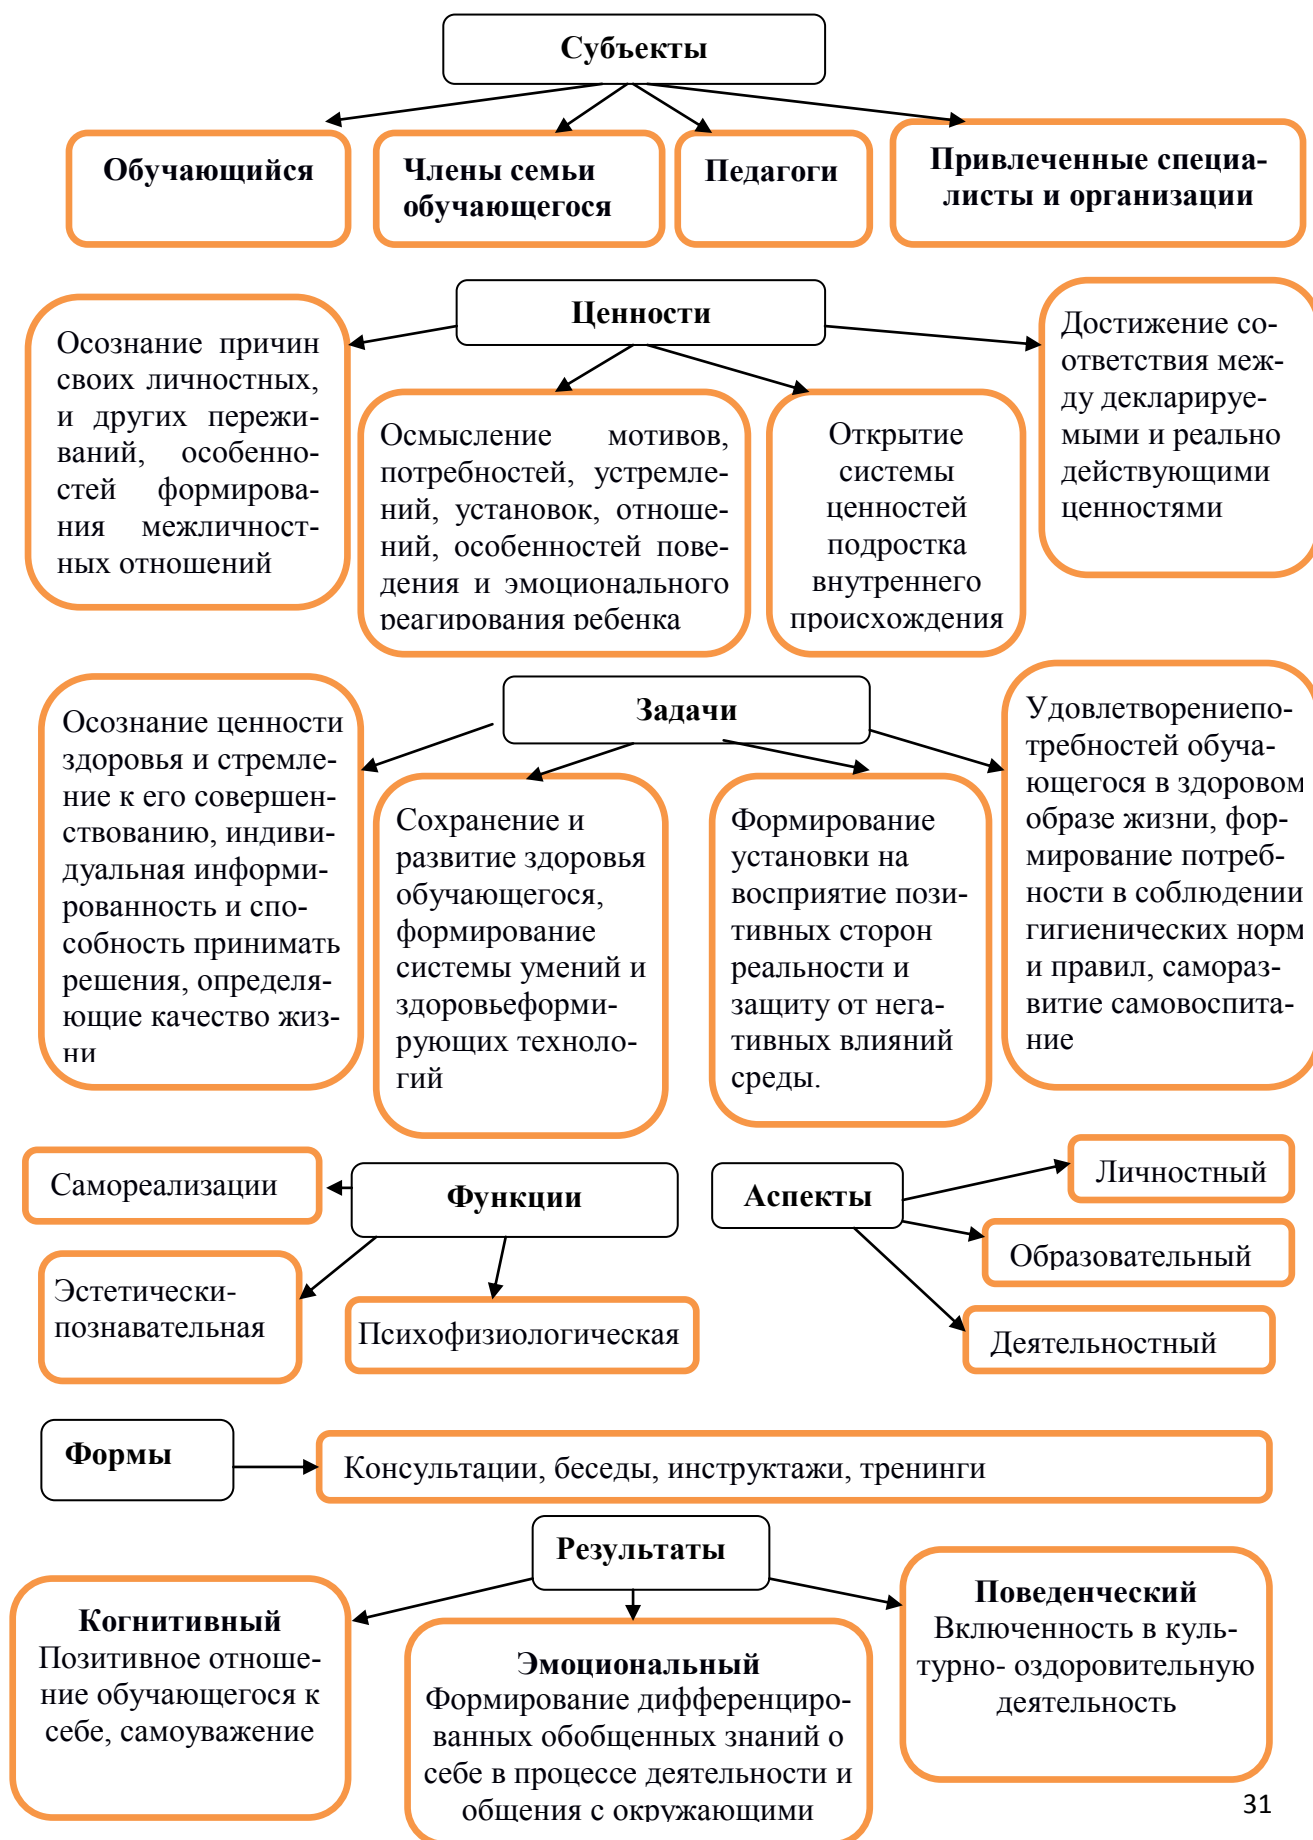 Субъекты
Обучающийся
Члены семьи
обучающегося
Педагоги
Привлеченные специа-
листы и организации
Ценности
Осознание причин
своих личностных,
и других пережи-
ваний, особенно-
стей формирова-
ния межличност-
ных отношений
Осмысление мотивов,
потребностей, устремле-
ний, установок, отноше-
ний, особенностей пове-
дения и эмоционального
реагирования ребенка
Открытие
системы
ценностей
подростка
внутреннего
происхождения
Достижение со-
ответствия меж-
ду декларируе-
мыми и реально
действующими
ценностями
Задачи
Осознание ценности
здоровья и стремле-
ние к его совершен-
ствованию, индиви-
дуальная информи-
рованность и спо-
собность принимать
решения, определя-
ющие качество жиз-
ни
Сохранение и
развитие здоровья
обучающегося,
формирование
системы умений и
здоровьеформи-
рующих техноло-
гий
Формирование
установки на
восприятие пози-
тивных сторон
реальности и
защиту от нега-
тивных влияний
среды.
Удовлетворениепо-
требностей обуча-
ющегося в здоровом
образе жизни, фор-
мирование потреб-
ности в соблюдении
гигиенических норм
и правил, самораз-
витие самовоспита-
ние
Функции
Самореализации
Эстетически-
познавательная
Психофизиологическая
Аспекты
Личностный
Образовательный
Деятельностный
Формы
Консультации, беседы, инструктажи, тренинги
Результаты
Когнитивный
Позитивное отноше-
ние обучающегося к
себе, самоуважение
Эмоциональный
Формирование дифференциро-
ванных обобщенных знаний о
себе в процессе деятельности и
общения с окружающими
Поведенческий
Включенность в куль-
турно- оздоровительную
деятельность
31